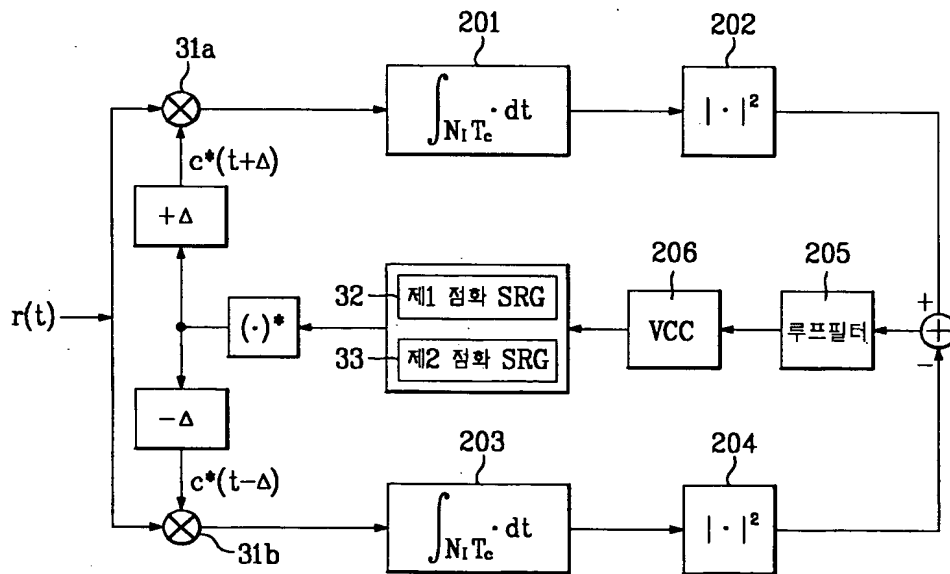 201
202
31a
∫N_I T_c · dt
| · |²
c*(t+Δ)
+Δ
206
205
32
제1 점화 SRG
+
r(t)
(·)*
VCC
루프필터
33
제2 점화 SRG
−
−Δ
203
204
c*(t−Δ)
∫N_I T_c · dt
| · |²
31b